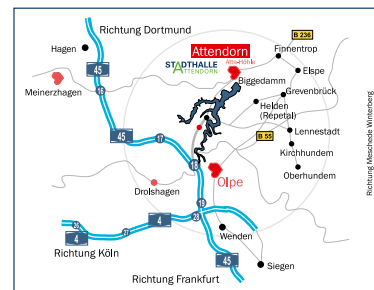 Richtung Dortmund
B 236
Hagen
Attendorn
Atta-Höhle
Finnentrop
STADTHALLE
ATTENDORN
Elspe
45
Biggedamm
Grevenbrück
Meinerzhagen
16
Helden
(Repetal)
Lennestadt
45
17
B 55
Kirchhundem
18
Olpe
Oberhundem
Drolshagen
19
4
20
4
Wenden
Richtung Köln
Siegen
Richtung Frankfurt
45
Richtung Meschede Winterberg